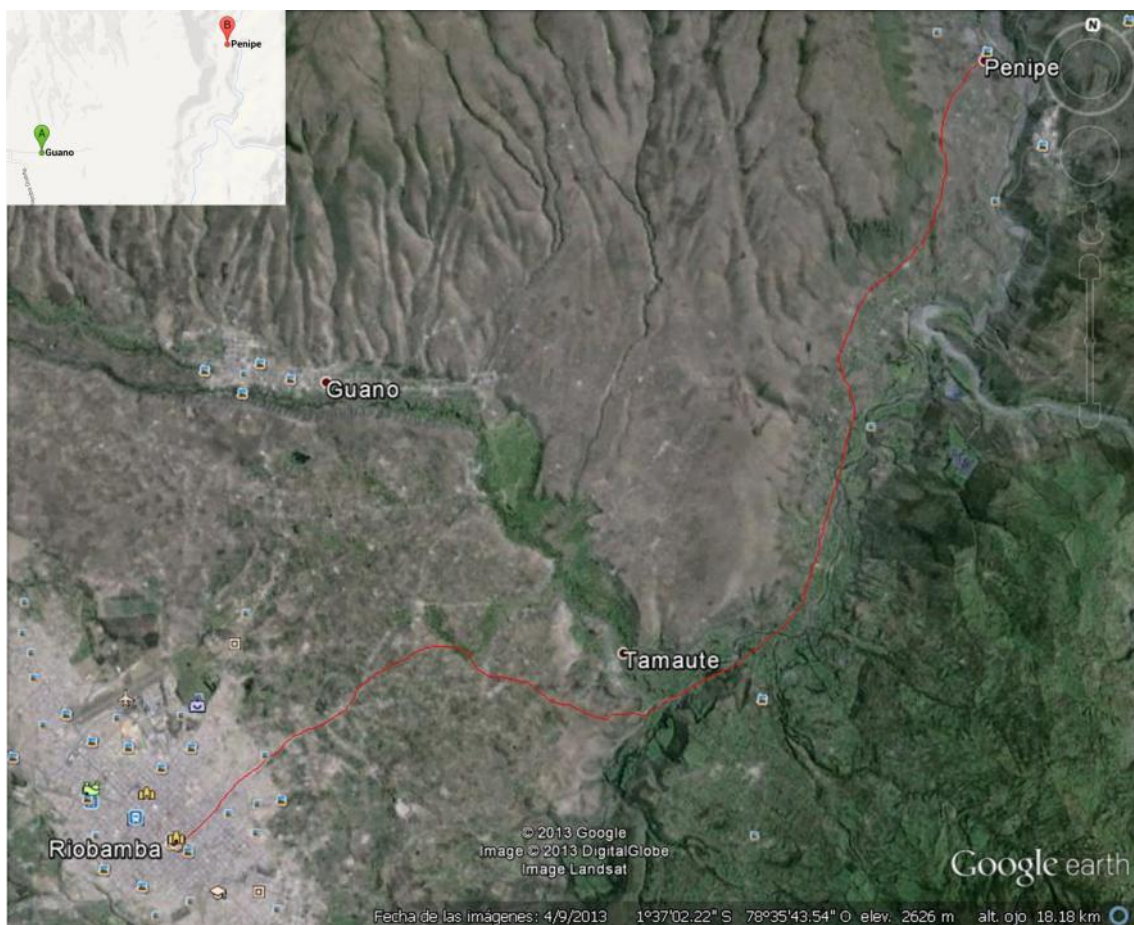 B
Penipe
A
Guano
N
Penipe
Guano
Tamaute
Riobamba
© 2013 Google
Image © 2013 DigitalGlobe
Image Landsat
Google earth
Fecha de las imágenes: 4/9/2013 1°37'02.22" S 78°35'43.54" O elev. 2626 m alt. ojo 18.18 km